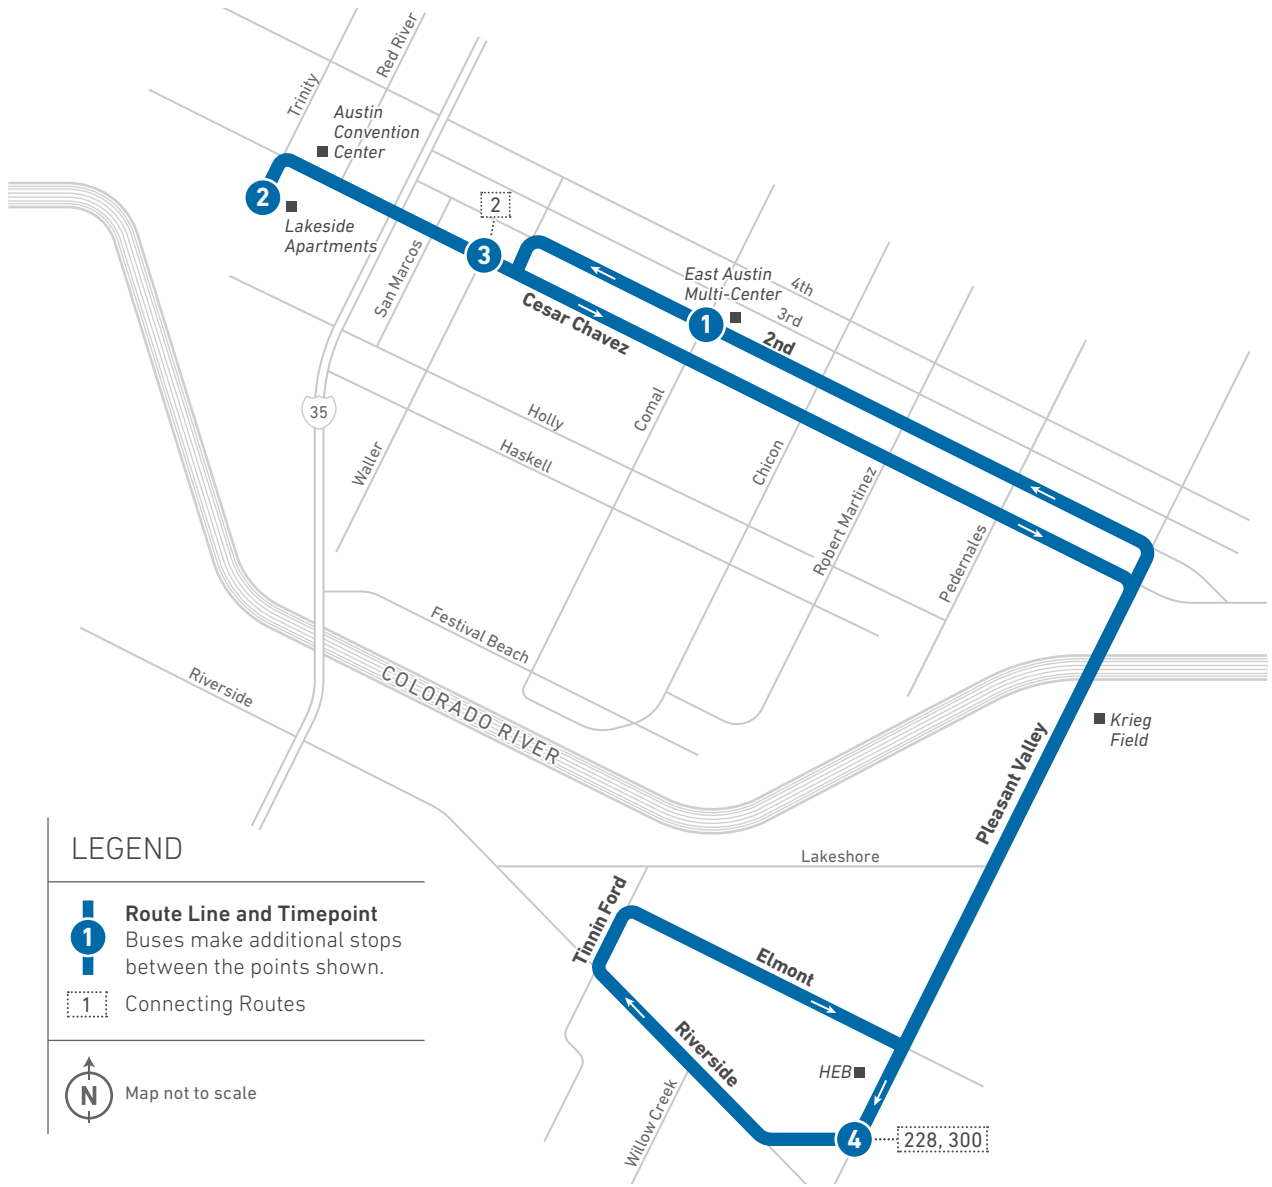 Trinity
Red River
Austin
Convention
Center
2
Lakeside
Apartments
2
3
San Marcos
Cesar Chavez
East Austin
Multi-Center
4th
3rd
1
2nd
35
Holly
Haskell
Waller
Comal
Chicon
Robert Martinez
Pedernales
Festival Beach
Riverside
COLORADO RIVER
Krieg
Field
Pleasant Valley
Lakeshore
Tinnin Ford
Elmont
Riverside
HEB
Willow Creek
4
228, 300
LEGEND
1
Route Line and Timepoint
Buses make additional stops
between the points shown.
1
Connecting Routes
N
Map not to scale